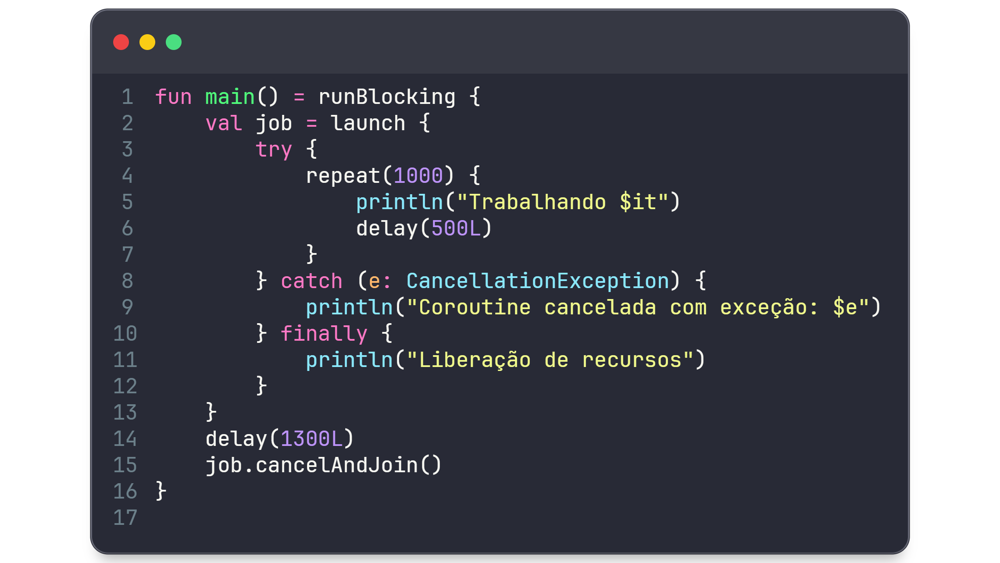 1 fun main() = runBlocking {
2     val job = launch {
3         try {
4             repeat(1000) {
5                 println("Trabalhando $it")
6                 delay(500L)
7             }
8         } catch (e: CancellationException) {
9             println("Coroutine cancelada com exceção: $e")
10         } finally {
11             println("Liberação de recursos")
12         }
13     }
14     delay(1300L)
15     job.cancelAndJoin()
16 }
17